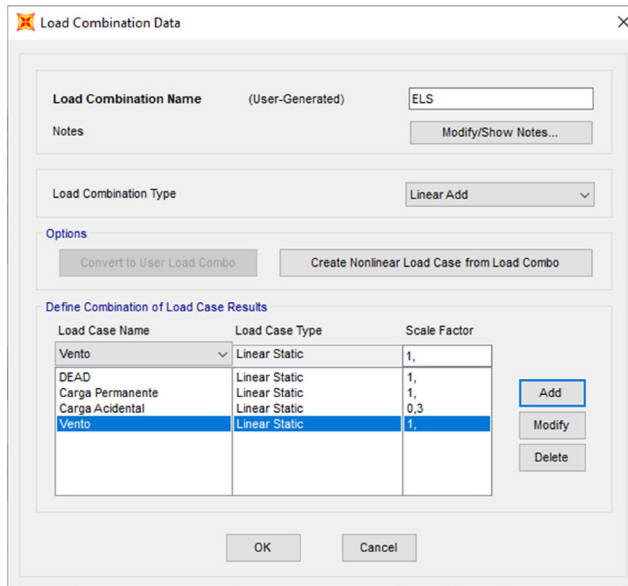 Load Combination Data
Load Combination Name (User-Generated) ELS
Notes Modify/Show Notes...
Load Combination Type Linear Add
Options
Convert to User Load Combo Create Nonlinear Load Case from Load Combo
Define Combination of Load Case Results
Load Case Name Load Case Type Scale Factor
Vento Linear Static 1,
DEAD Linear Static 1,
Carga Permanente Linear Static 1,
Carga Acidental Linear Static 0,3
Vento Linear Static 1,
Add
Modify
Delete
OK Cancel